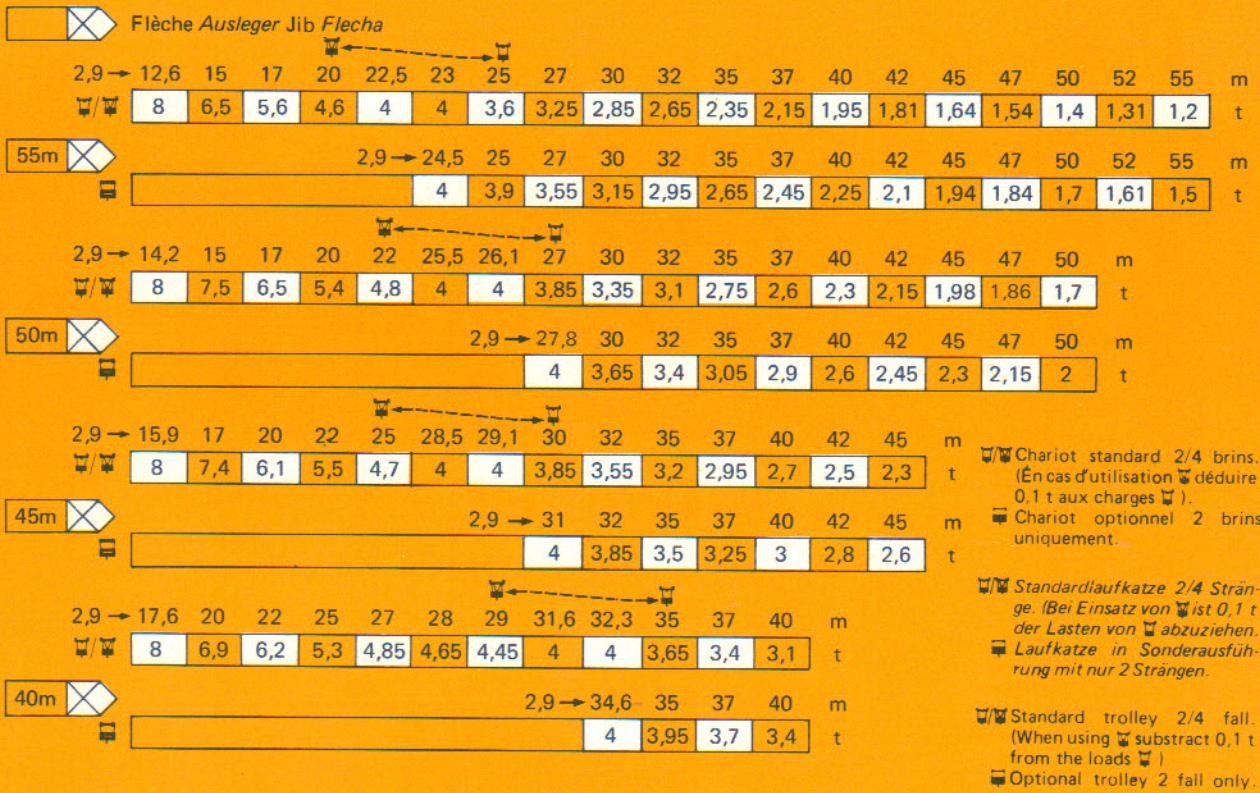 Flèche Ausleger Jib Flecha
2,9 → 12,6 15 17 20 22,5 23 25 27 30 32 35 37 40 42 45 47 50 52 55 m
8 6,5 5,6 4,6 4 4 3,6 3,25 2,85 2,65 2,35 2,15 1,95 1,81 1,64 1,54 1,4 1,31 1,2 t
55m
2,9 → 24,5 25 27 30 32 35 37 40 42 45 47 50 52 55 m
4 3,9 3,55 3,15 2,95 2,65 2,45 2,25 2,1 1,94 1,84 1,7 1,61 1,5 t
2,9 → 14,2 15 17 20 22 25,5 26,1 27 30 32 35 37 40 42 45 47 50 m
8 7,5 6,5 5,4 4,8 4 4 3,85 3,35 3,1 2,75 2,6 2,3 2,15 1,98 1,86 1,7 t
50m
2,9 → 27,8 30 32 35 37 40 42 45 47 50 m
4 3,65 3,4 3,05 2,9 2,6 2,45 2,3 2,15 2 t
2,9 → 15,9 17 20 22 25 28,5 29,1 30 32 35 37 40 42 45 m
8 7,4 6,1 5,5 4,7 4 4 3,85 3,55 3,2 2,95 2,7 2,5 2,3 t
45m
2,9 → 31 32 35 37 40 42 45 m
4 3,85 3,5 3,25 3 2,8 2,6 t
2,9 → 17,6 20 22 25 27 28 29 31,6 32,3 35 37 40 m
8 6,9 6,2 5,3 4,85 4,65 4,45 4 4 3,65 3,4 3,1 t
40m
2,9 → 34,6 35 37 40 m
4 3,95 3,7 3,4 t
Chariot standard 2/4 brins.
(En cas d'utilisation déduire
0,1 t aux charges ).
Chariot optionnel 2 brins
uniquement.
Standardlaufkatze 2/4 Strän-
ge. (Bei Einsatz von ist 0,1 t
der Lasten von abzuziehen.
Laufkatze in Sonderausfüh-
rung mit nur 2 Strängen.
Standard trolley 2/4 fall.
(When using substract 0,1 t
from the loads )
Optional trolley 2 fall only.